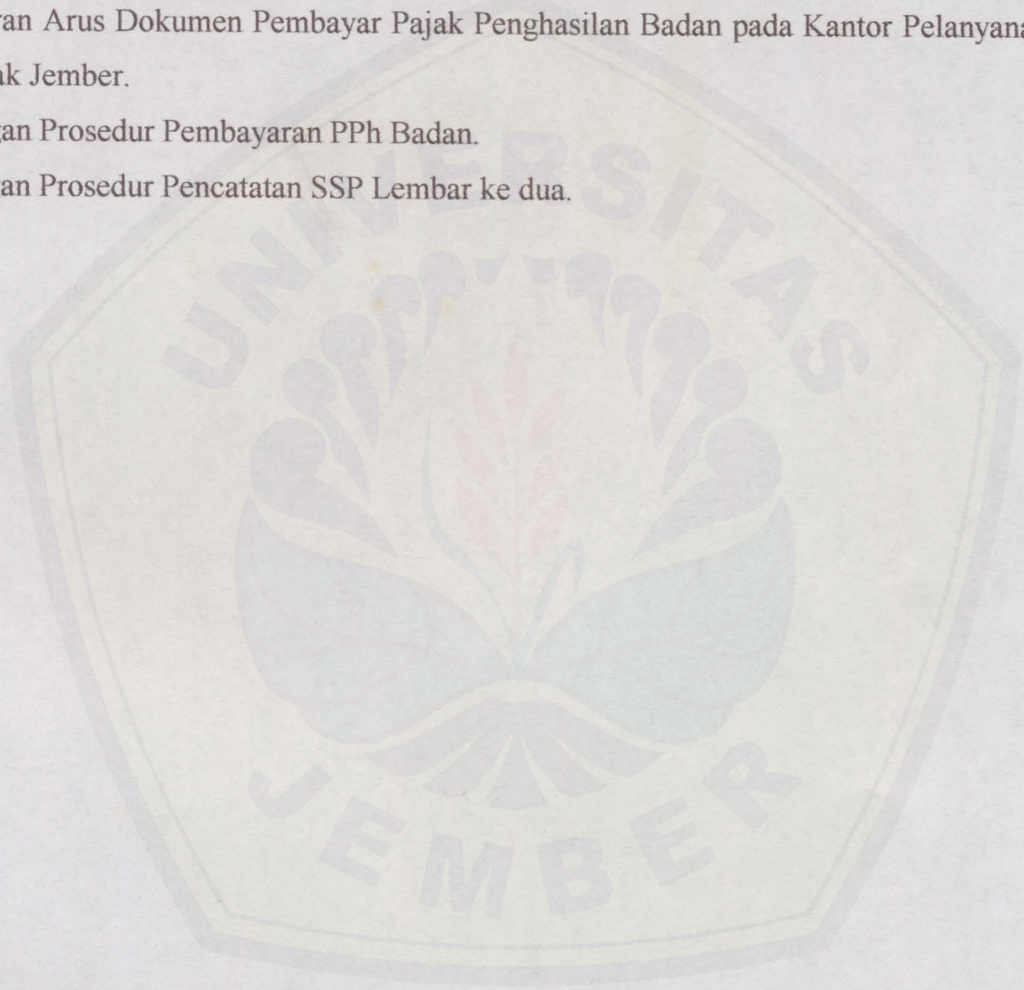 ran Arus Dokumen Pembayar Pajak Penghasilan Badan pada Kantor Pelanyana
ak Jember.
gan Prosedur Pembayaran PPh Badan.
gan Prosedur Pencatatan SSP Lembar ke dua.
UNIVERSITAS
JEMBER